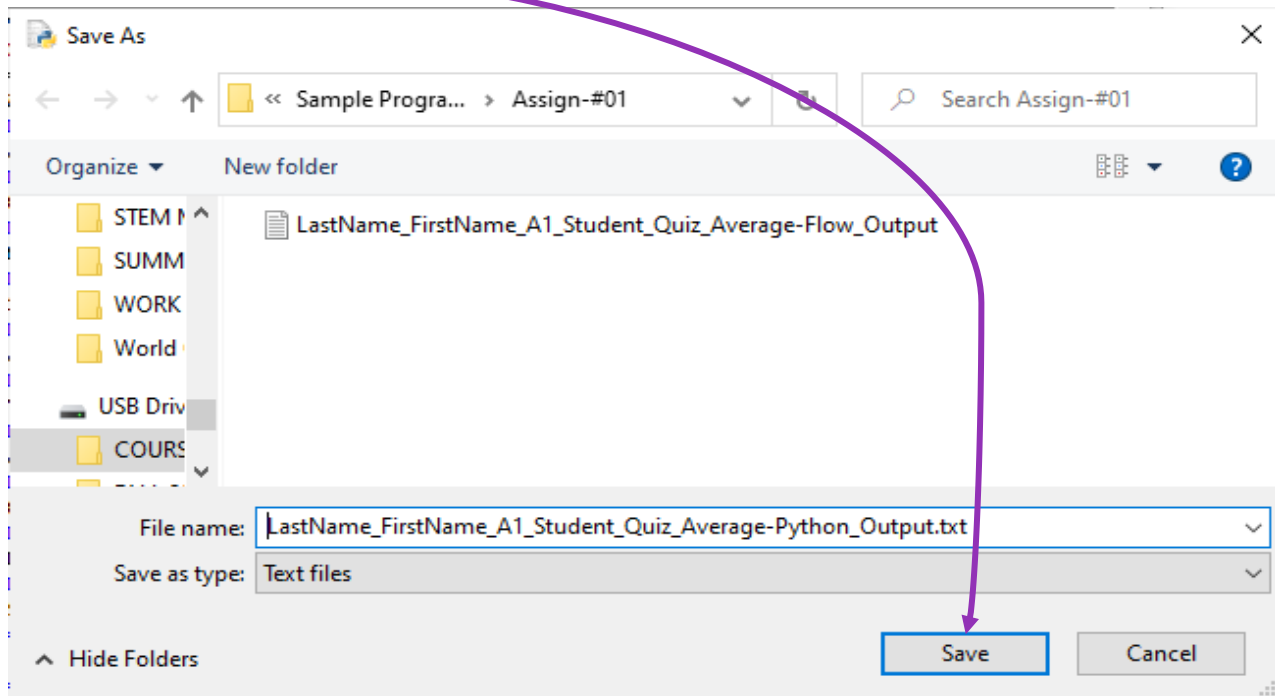 Save As
« Sample Progra... > Assign-#01
Search Assign-#01
Organize
New folder
STEM
SUMM
WORK
World
USB Driv
COURS
LastName_FirstName_A1_Student_Quiz_Average-Flow_Output
File name: LastName_FirstName_A1_Student_Quiz_Average-Python_Output.txt
Save as type: Text files
Hide Folders
Save
Cancel